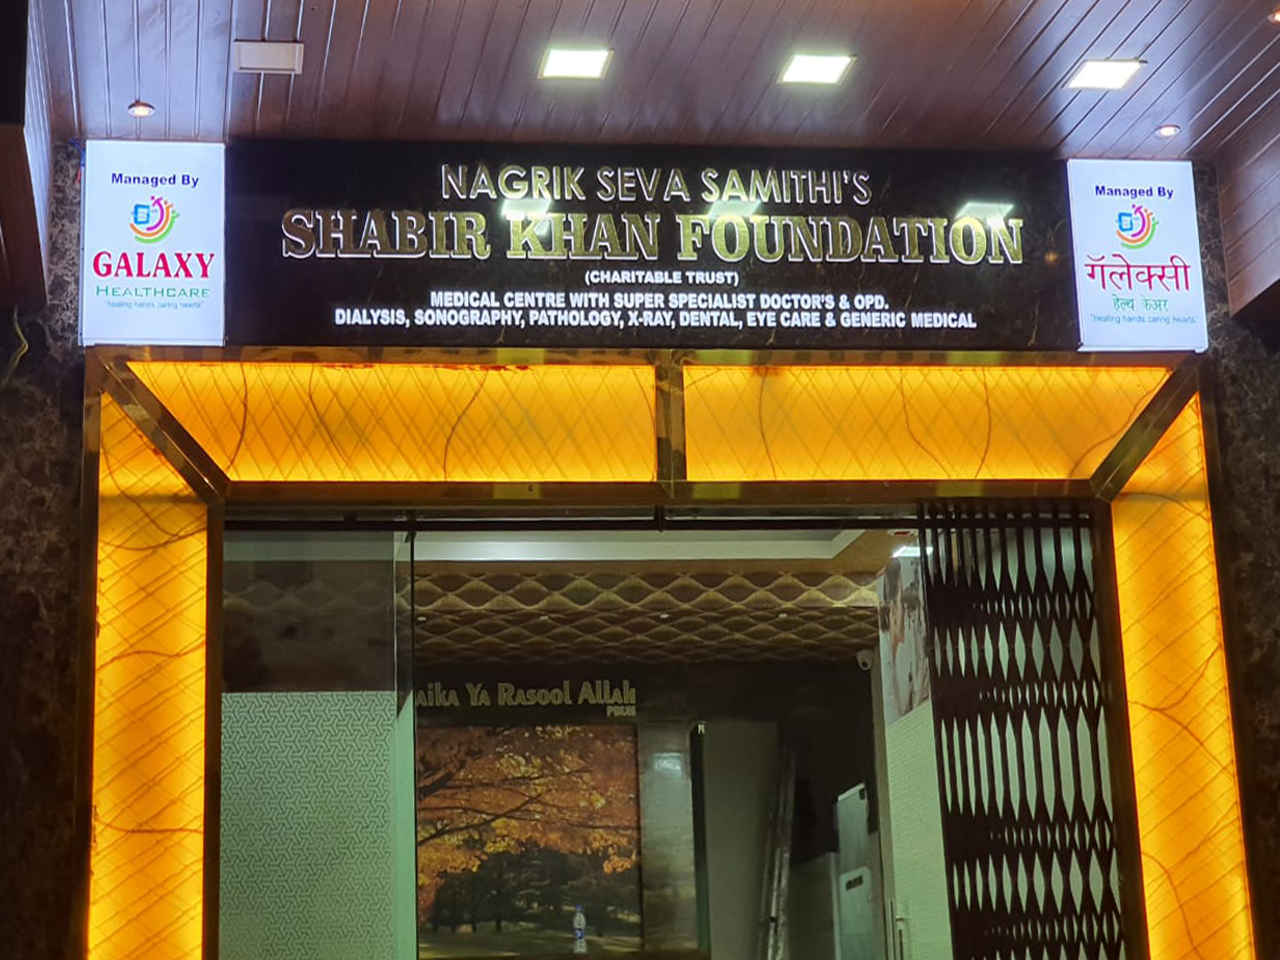 Managed By
GALAXY
HEALTHCARE
"healing hands caring hearts"
NAGRIK SEVA SAMITHI'S
SHABIR KHAN FOUNDATION
(CHARITABLE TRUST)
MEDICAL CENTRE WITH SUPER SPECIALIST DOCTOR'S & OPD.
DIALYSIS, SONOGRAPHY, PATHOLOGY, X-RAY, DENTAL, EYE CARE & GENERIC MEDICAL
Managed By
गॅलेक्सी
हेल्थ केअर
"healing hands caring hearts"
aika Ya Rasool Allah
PBUH